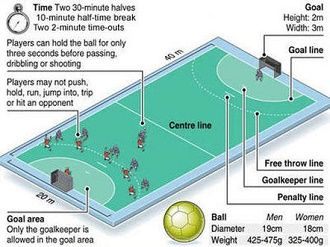 Time Two 30-minute halves
10-minute half-time break
Two 2-minute time-outs
Players can hold the ball for only
three seconds before passing,
dribbling or shooting
Players may not push,
hold, run, jump into, trip
or hit an opponent
40 m
Goal
Height: 2m
Width: 3m
Goal line
Centre line
Free throw line
Goalkeeper line
Penalty line
20 m
Goal area
Only the goalkeeper is
allowed in the goal area
Ball Men Women
Diameter 19cm 18cm
Weight 425-475g 325-400g